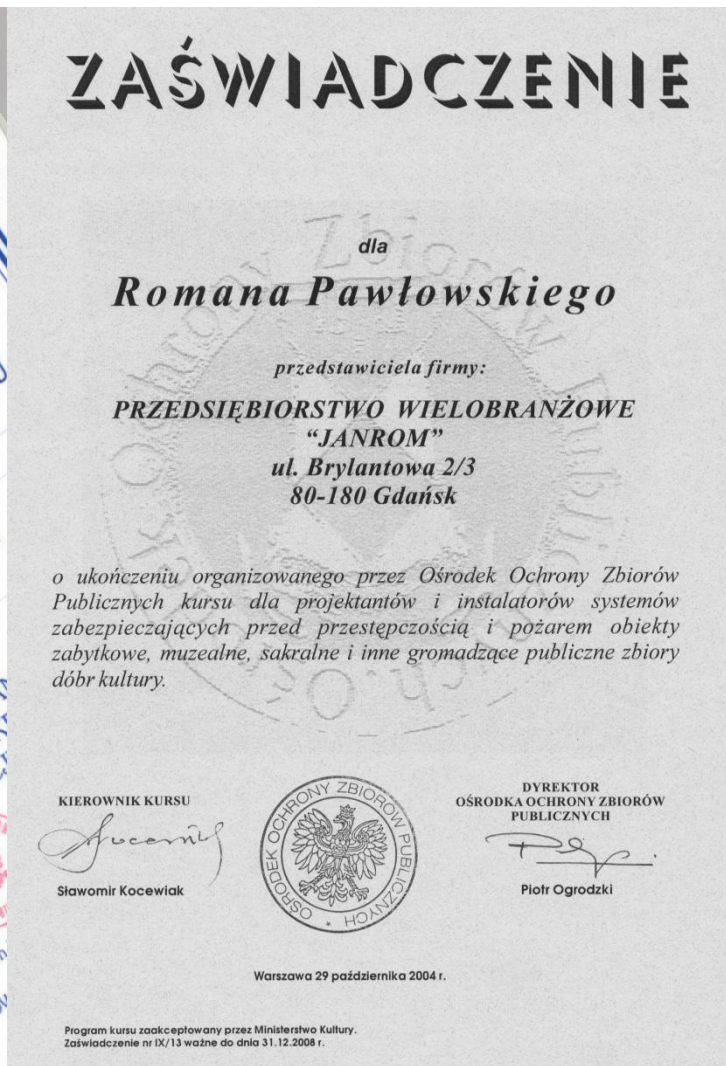 ZAŚWIADCZENIE
dla
Romana Pawłowskiego
przedstawiciela firmy:
PRZEDSIĘBIORSTWO WIELOBRANŻOWE
“JANROM”
ul. Brylantowa 2/3
80-180 Gdańsk
o ukończeniu organizowanego przez Ośrodek Ochrony Zbiorów
Publicznych kursu dla projektantów i instalatorów systemów
zabezpieczających przed przestępczością i pożarem obiekty
zabytkowe, muzealne, sakralne i inne gromadzące publiczne zbiory
dóbr kultury.
KIEROWNIK KURSU
Sławomir Kocewiak
OŚRODEK OCHRONY ZBIORÓW PUBLICZNYCH
DYREKTOR
OŚRODKA OCHRONY ZBIORÓW
PUBLICZNYCH
Piotr Ogrodzki
Warszawa 29 października 2004 r.
Program kursu zaakceptowany przez Ministerstwo Kultury.
Zaświadczenie nr IX/13 ważne do dnia 31.12.2008 r.